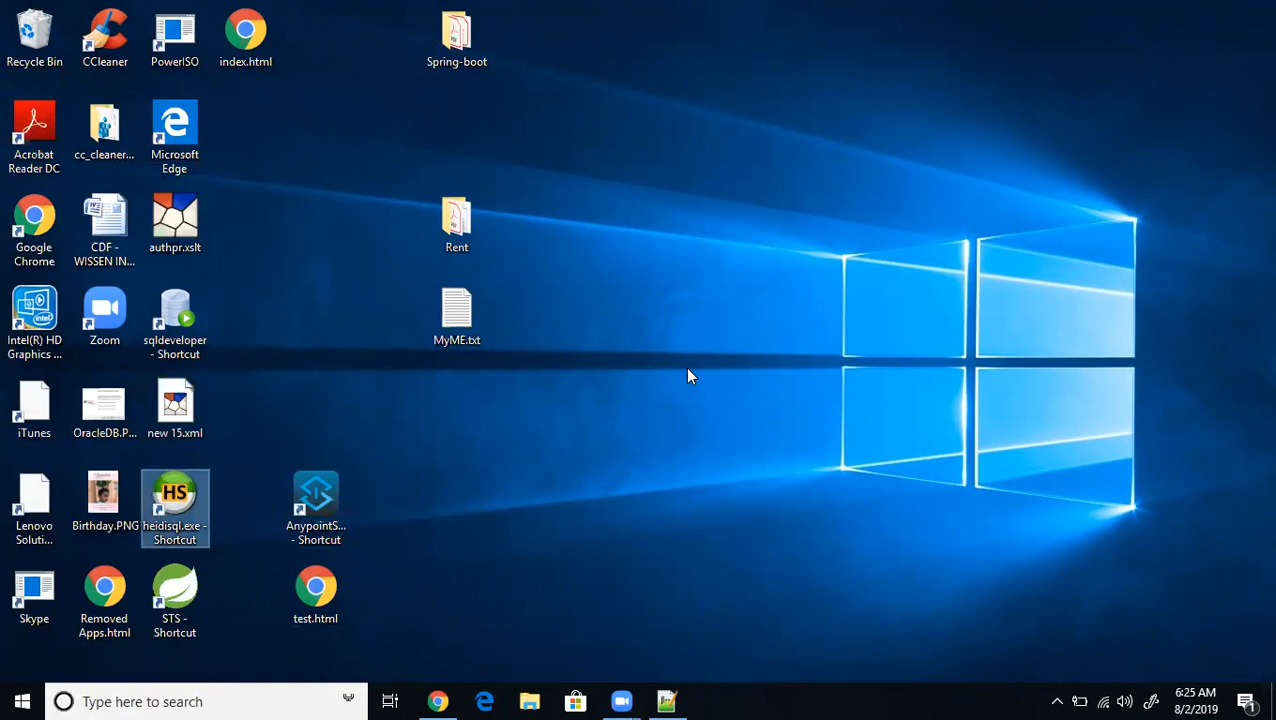 Recycle Bin
CCleaner
PowerISO
index.html
Spring-boot
Acrobat
Reader DC
cc_cleaner...
Microsoft
Edge
Google
Chrome
CDF -
WISSEN IN...
authpr.xslt
Rent
Intel(R) HD
Graphics ...
Zoom
sqldeveloper
- Shortcut
MyME.txt
iTunes
OracleDB.P...
new 15.xml
Lenovo
Soluti...
Birthday.PNG
HS
heidisql.exe -
Shortcut
AnypointS...
- Shortcut
Skype
Removed
Apps.html
STS -
Shortcut
test.html
Type here to search
6:25 AM
8/2/2019
1